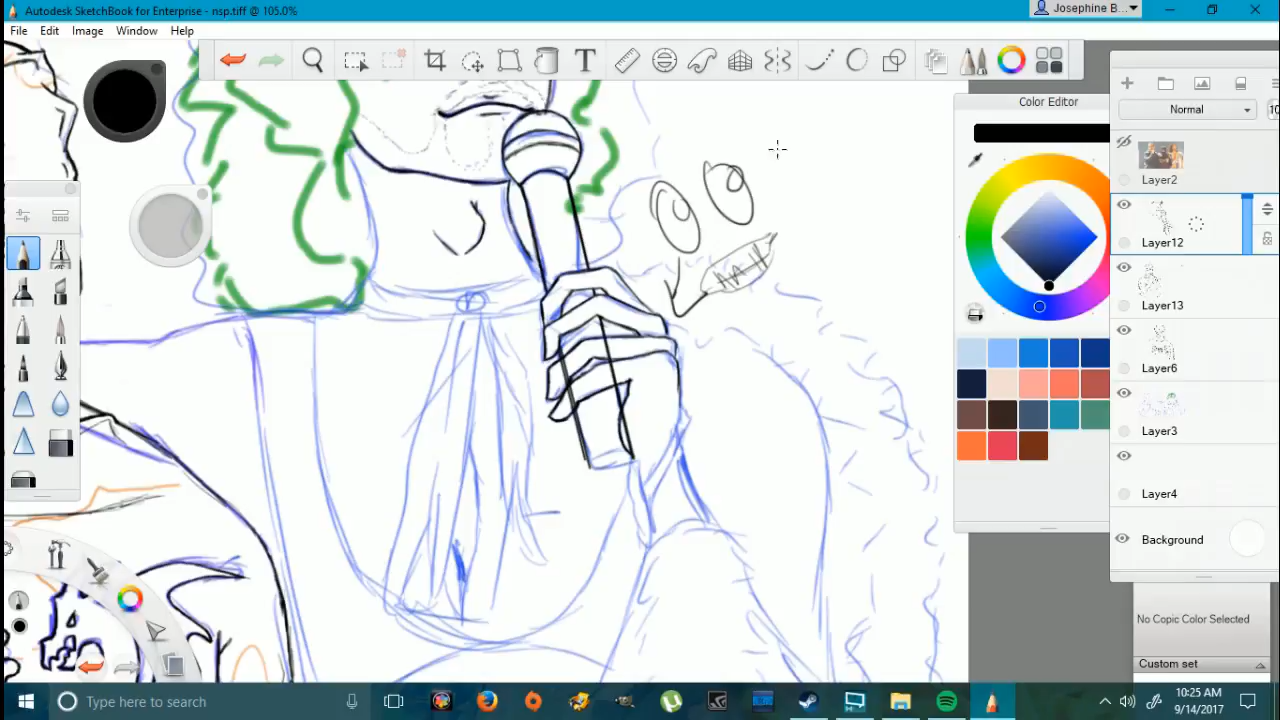 Autodesk SketchBook for Enterprise - nsp.tiff @ 105.0%
Josephine B...
File Edit Image Window Help
Color Editor
Normal
10
Layer2
Layer12
Layer13
Layer6
Layer3
Layer4
Background
No Copic Color Selected
Custom set
Type here to search
10:25 AM
9/14/2017